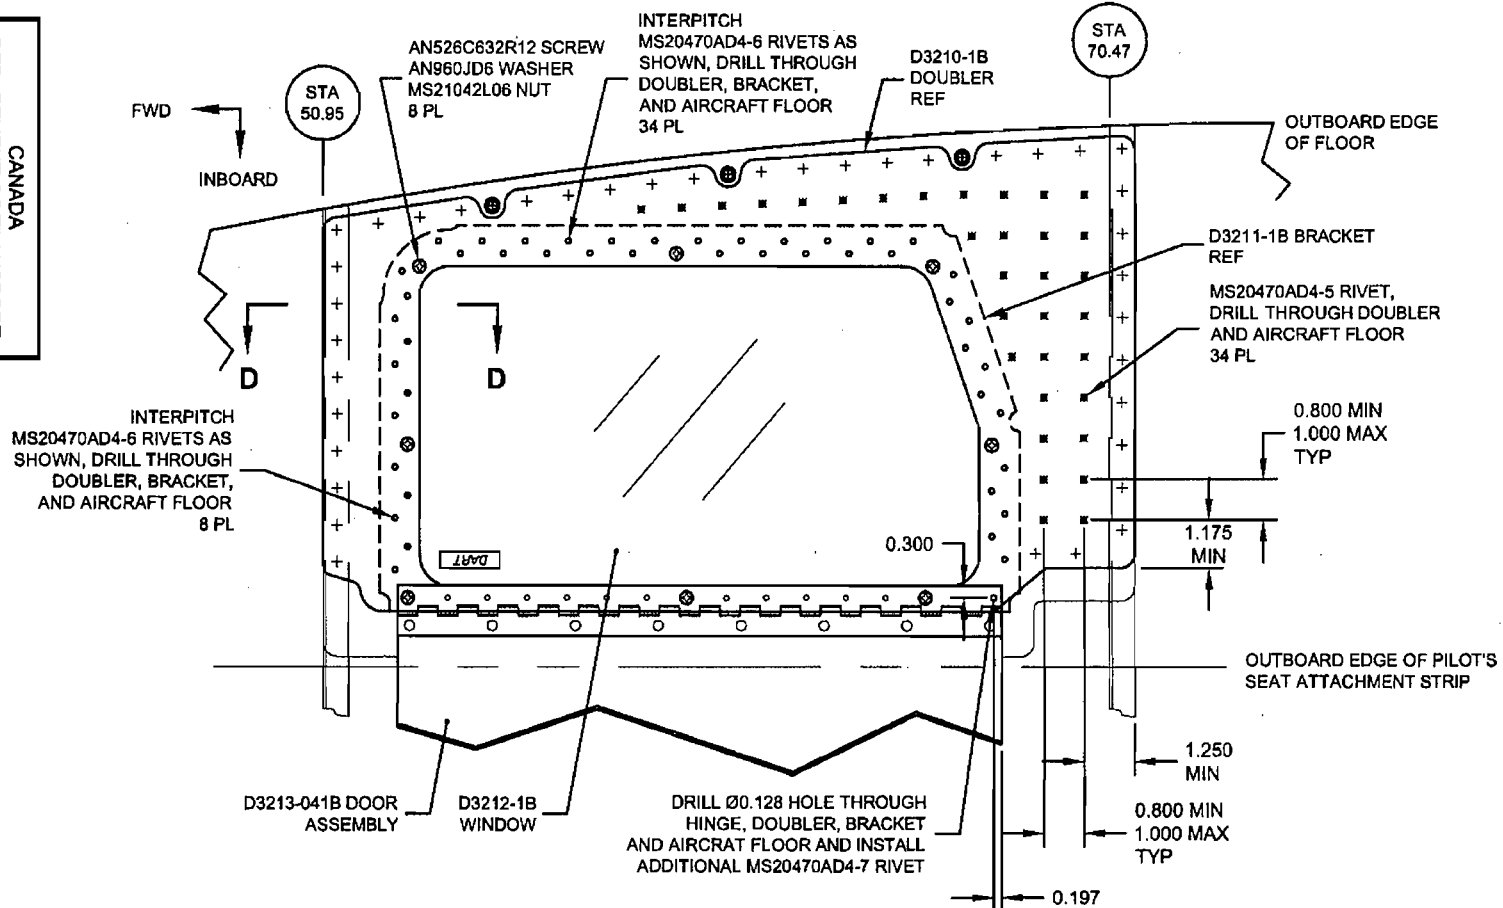 CANADA
STA
50.95
FWD
INBOARD
AN526C632R12 SCREW
AN960JD6 WASHER
MS21042L06 NUT
8 PL
INTERPITCH
MS20470AD4-6 RIVETS AS
SHOWN, DRILL THROUGH
DOUBLER, BRACKET,
AND AIRCRAFT FLOOR
34 PL
D3210-1B
DOUBLER
REF
STA
70.47
OUTBOARD EDGE
OF FLOOR
D3211-1B BRACKET
REF
MS20470AD4-5 RIVET,
DRILL THROUGH DOUBLER
AND AIRCRAFT FLOOR
34 PL
D
D
INTERPITCH
MS20470AD4-6 RIVETS AS
SHOWN, DRILL THROUGH
DOUBLER, BRACKET,
AND AIRCRAFT FLOOR
8 PL
0.800 MIN
1.000 MAX
TYP
1.175
MIN
0.300
DART
OUTBOARD EDGE OF PILOT'S
SEAT ATTACHMENT STRIP
1.250
MIN
0.800 MIN
1.000 MAX
TYP
D3213-041B DOOR
ASSEMBLY
D3212-1B
WINDOW
DRILL Ø0.128 HOLE THROUGH
HINGE, DOUBLER, BRACKET
AND AIRCRAT FLOOR AND INSTALL
ADDITIONAL MS20470AD4-7 RIVET
0.197